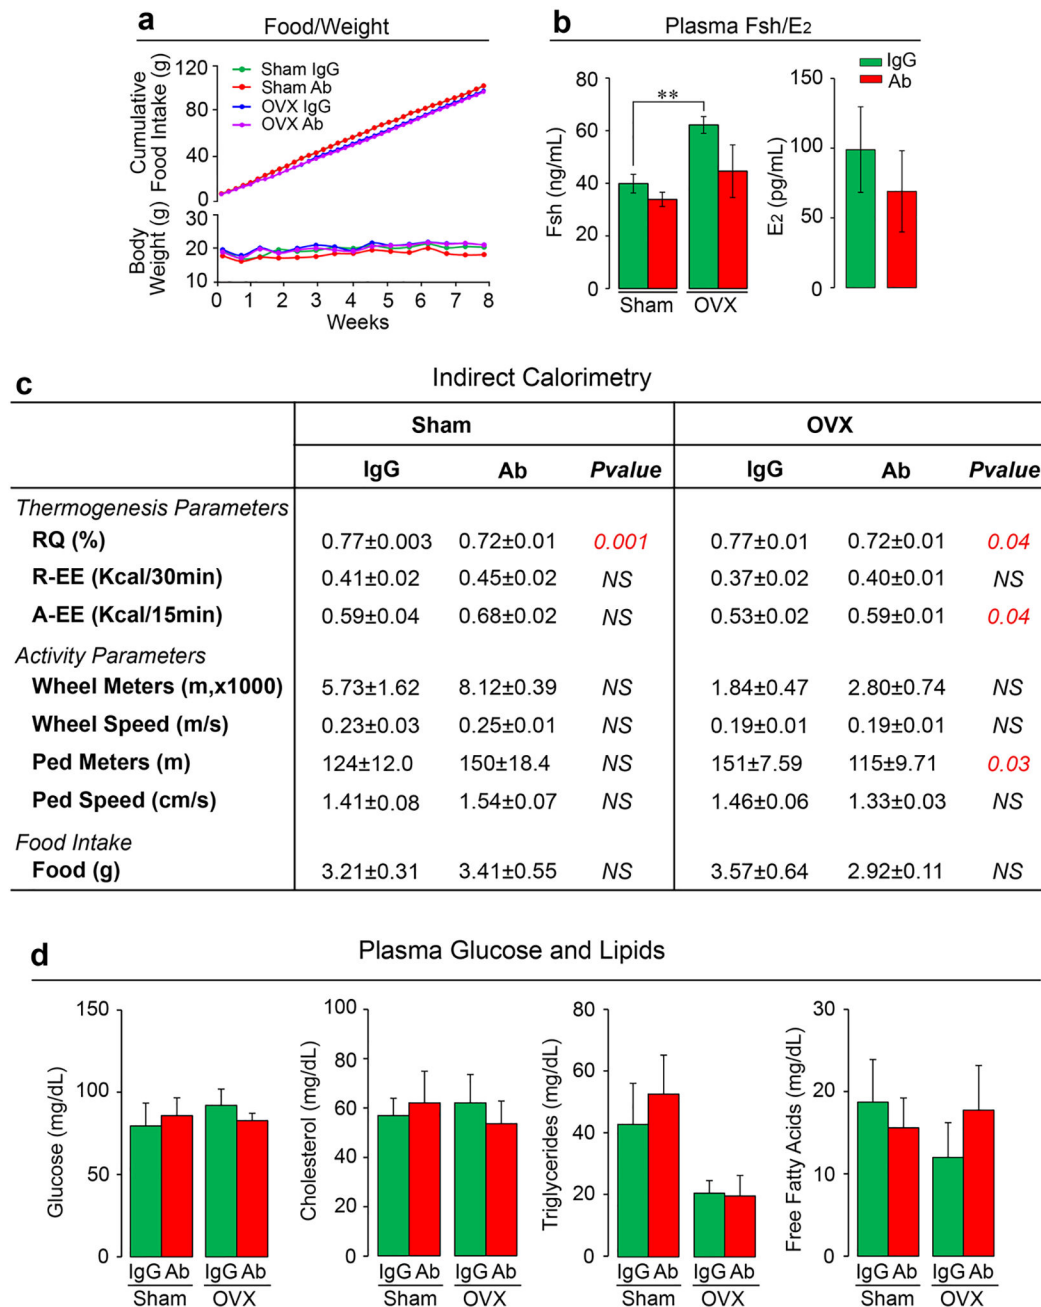 a Food/Weight
Cumulative
Food Intake (g)
120
80
40
0
Sham IgG
Sham Ab
OVX IgG
OVX Ab
Body
Weight (g)
30
20
10
0 1 2 3 4 5 6 7 8
Weeks
b Plasma Fsh/E2
IgG
Ab
Fsh (ng/mL)
80
60
40
20
0
**
Sham OVX
E2 (pg/mL)
150
100
50
0
c Indirect Calorimetry
Sham OVX
IgG Ab Pvalue IgG Ab Pvalue
Thermogenesis Parameters
RQ (%) 0.77±0.003 0.72±0.01 0.001 0.77±0.01 0.72±0.01 0.04
R-EE (Kcal/30min) 0.41±0.02 0.45±0.02 NS 0.37±0.02 0.40±0.01 NS
A-EE (Kcal/15min) 0.59±0.04 0.68±0.02 NS 0.53±0.02 0.59±0.01 0.04
Activity Parameters
Wheel Meters (m,x1000) 5.73±1.62 8.12±0.39 NS 1.84±0.47 2.80±0.74 NS
Wheel Speed (m/s) 0.23±0.03 0.25±0.01 NS 0.19±0.01 0.19±0.01 NS
Ped Meters (m) 124±12.0 150±18.4 NS 151±7.59 115±9.71 0.03
Ped Speed (cm/s) 1.41±0.08 1.54±0.07 NS 1.46±0.06 1.33±0.03 NS
Food Intake
Food (g) 3.21±0.31 3.41±0.55 NS 3.57±0.64 2.92±0.11 NS
d Plasma Glucose and Lipids
Glucose (mg/dL)
150
100
50
0
IgG Ab IgG Ab
Sham OVX
Cholesterol (mg/dL)
100
80
60
40
20
0
IgG Ab IgG Ab
Sham OVX
Triglycerides (mg/dL)
80
60
40
20
0
IgG Ab IgG Ab
Sham OVX
Free Fatty Acids (mg/dL)
30
20
10
0
IgG Ab IgG Ab
Sham OVX